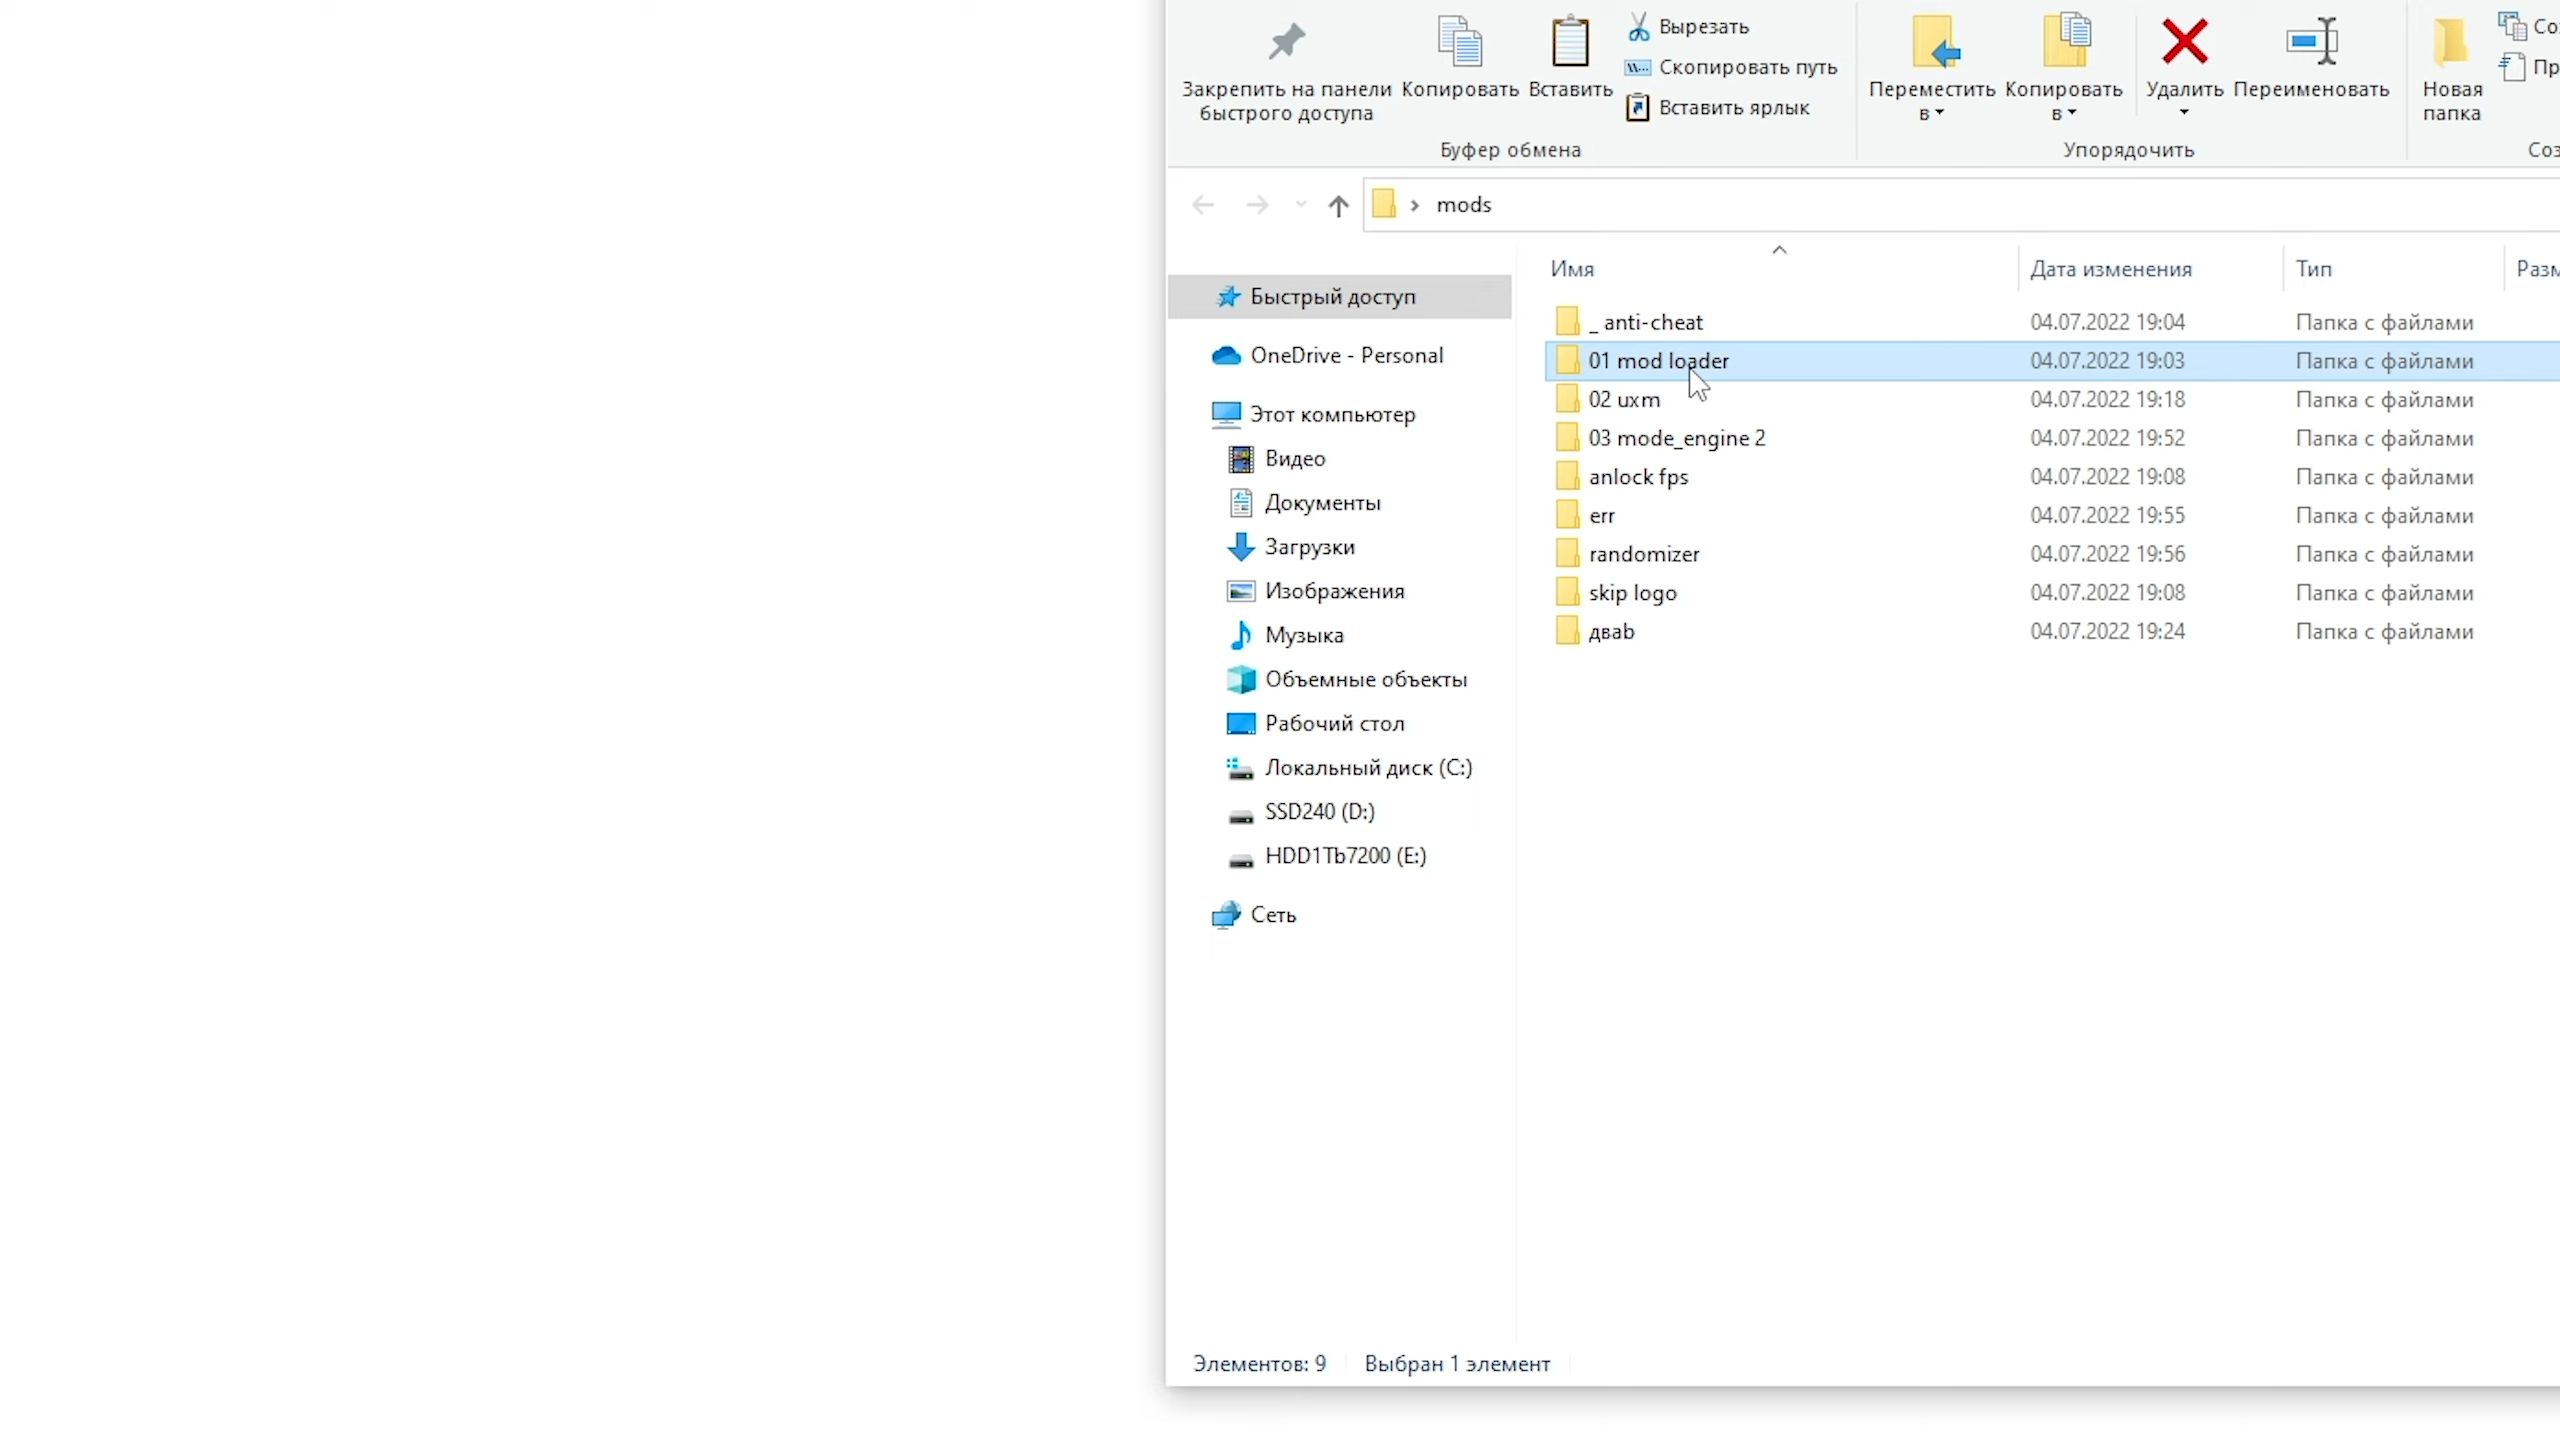 Вырезать
Скопировать путь
Вставить ярлык
Закрепить на панели
быстрого доступа
Копировать
Вставить
Переместить
в
Копировать
в
Удалить
Переименовать
Новая
папка
Буфер обмена
Упорядочить
mods
Имя
Дата изменения
Тип
Быстрый доступ
OneDrive - Personal
Этот компьютер
Видео
Документы
Загрузки
Изображения
Музыка
Объемные объекты
Рабочий стол
Локальный диск (C:)
SSD240 (D:)
HDD1Tb7200 (E:)
Сеть
_ anti-cheat 04.07.2022 19:04 Папка с файлами
01 mod loader 04.07.2022 19:03 Папка с файлами
02 uxm 04.07.2022 19:18 Папка с файлами
03 mode_engine 2 04.07.2022 19:52 Папка с файлами
anlock fps 04.07.2022 19:08 Папка с файлами
err 04.07.2022 19:55 Папка с файлами
randomizer 04.07.2022 19:56 Папка с файлами
skip logo 04.07.2022 19:08 Папка с файлами
дваb 04.07.2022 19:24 Папка с файлами
Элементов: 9
Выбран 1 элемент